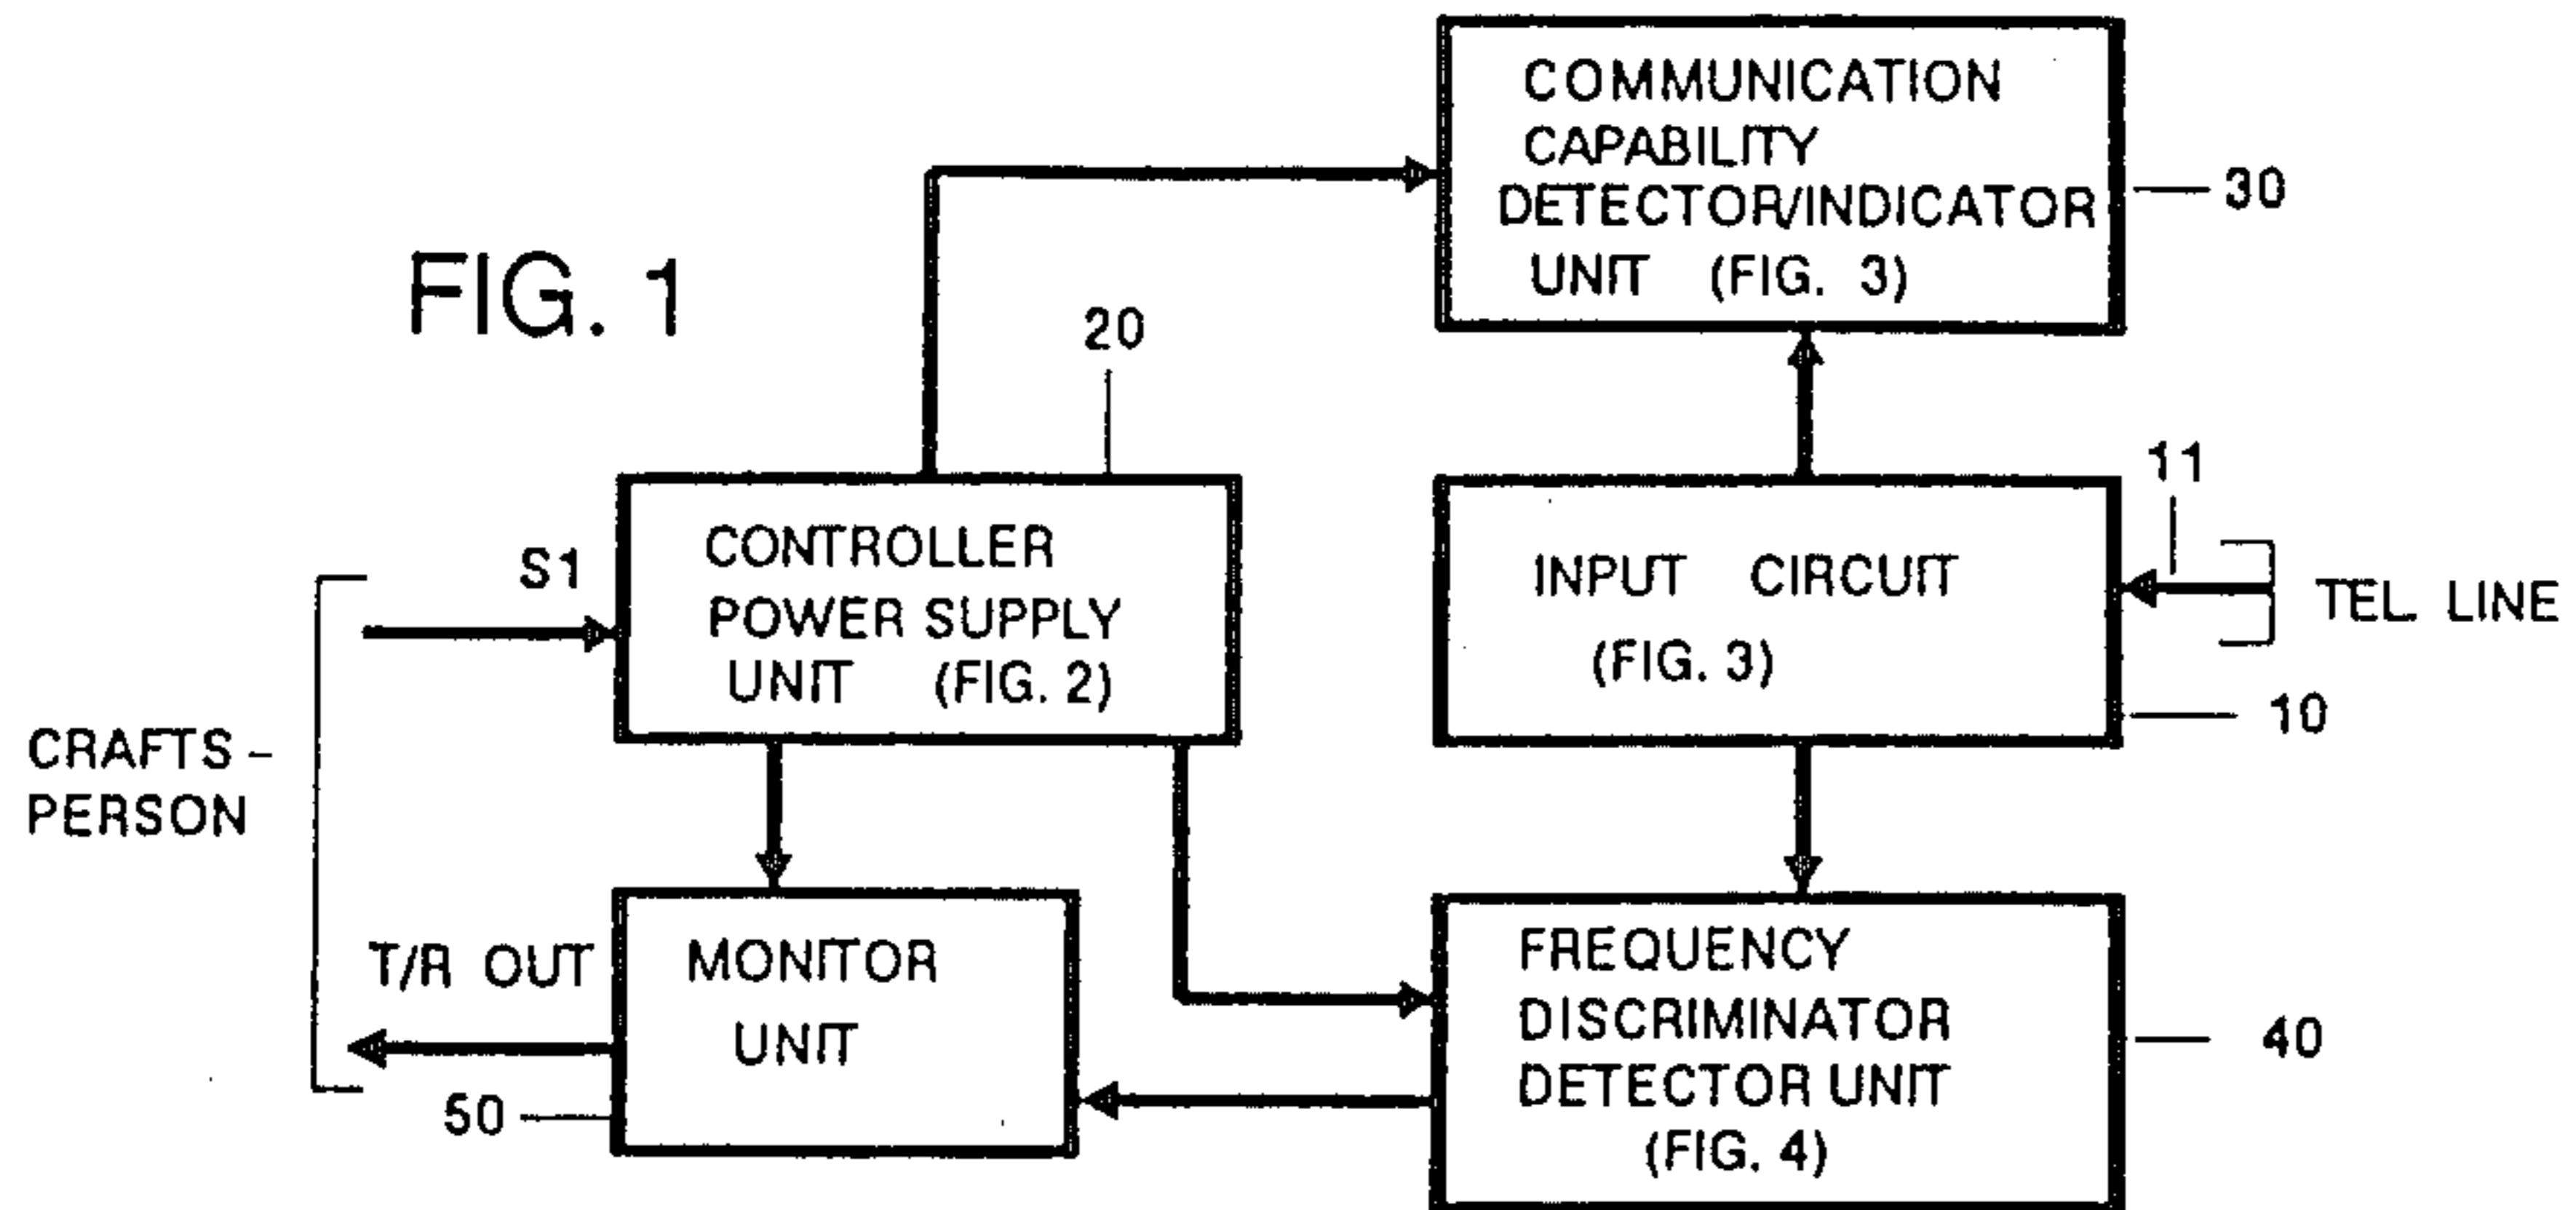 FIG. 1
COMMUNICATION
CAPABILITY
DETECTOR/INDICATOR
UNIT (FIG. 3)
30
20
CONTROLLER
POWER SUPPLY
UNIT (FIG. 2)
S1
INPUT CIRCUIT
(FIG. 3)
11
TEL. LINE
10
CRAFTS-
PERSON
T/R OUT
MONITOR
UNIT
50
FREQUENCY
DISCRIMINATOR
DETECTOR UNIT
(FIG. 4)
40